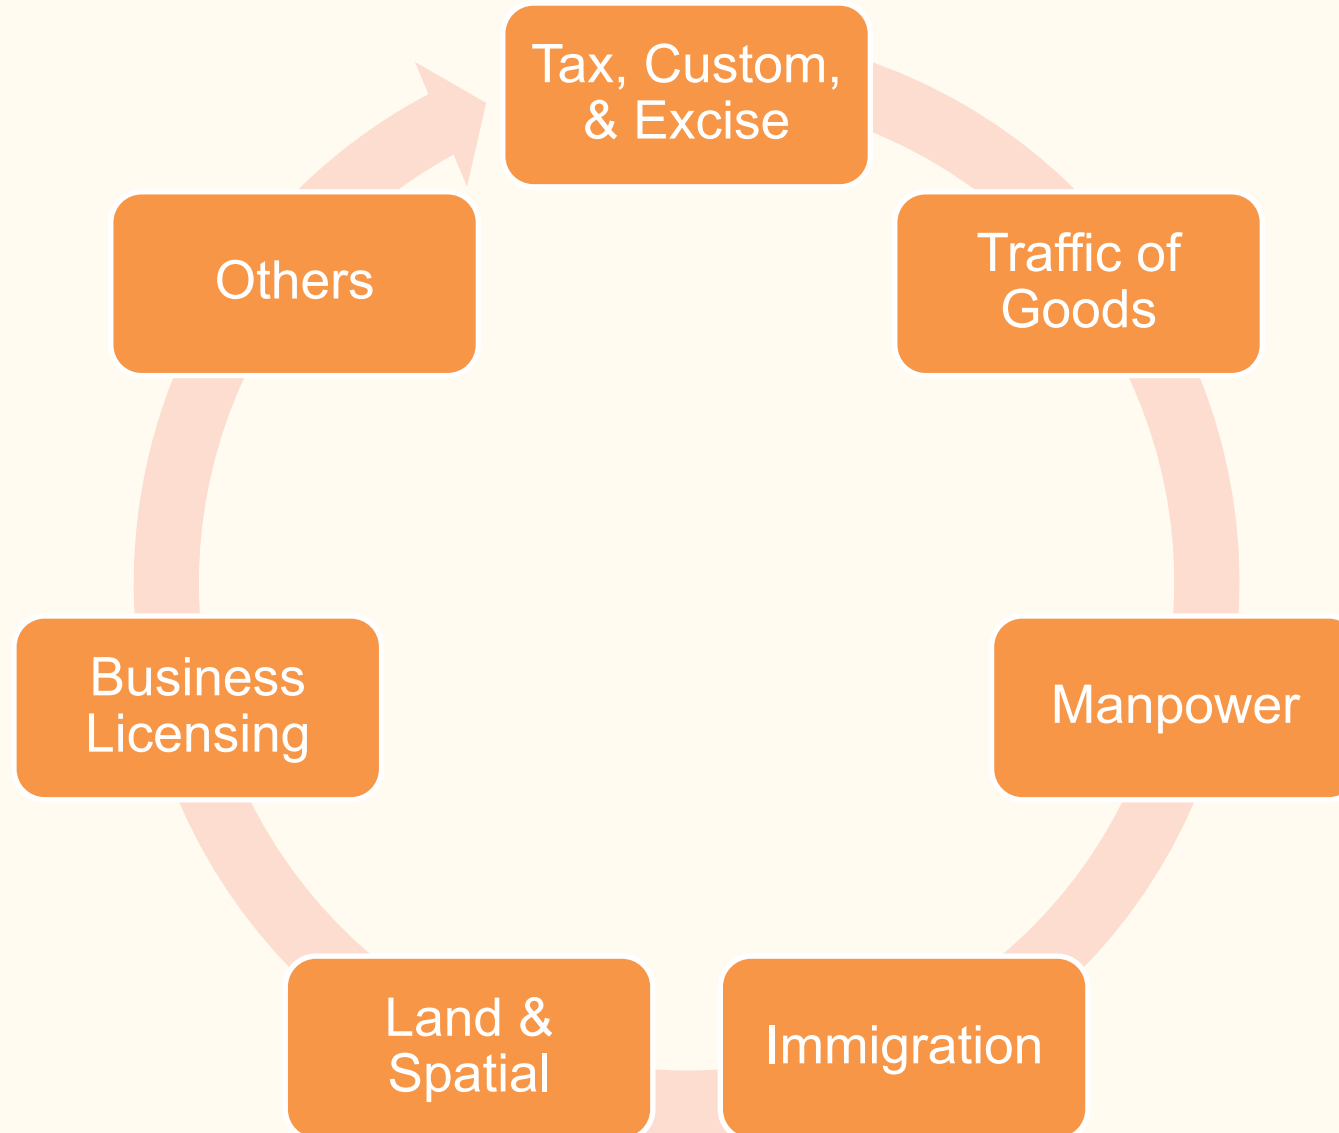 Tax, Custom,
& Excise
Traffic of
Goods
Manpower
Immigration
Land &
Spatial
Business
Licensing
Others